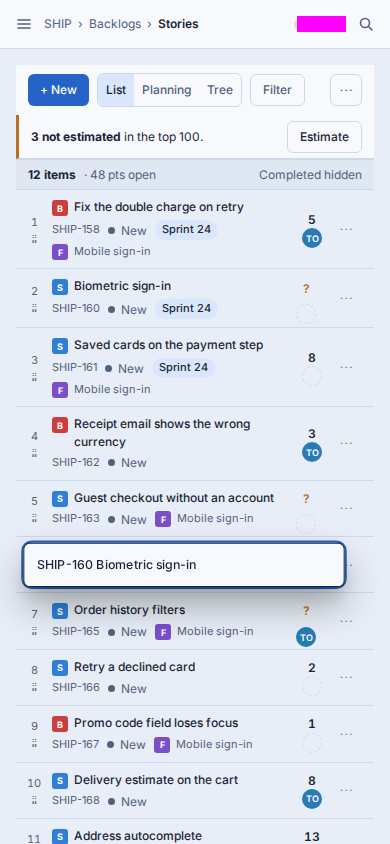 SHIP › Backlogs › Stories
+ New List Planning Tree Filter ...
3 not estimated in the top 100. Estimate
12 items · 48 pts open Completed hidden
1 B Fix the double charge on retry 5 ...
SHIP-158 New Sprint 24 TO
F Mobile sign-in
2 S Biometric sign-in ? ...
SHIP-160 New Sprint 24
3 S Saved cards on the payment step 8 ...
SHIP-161 New Sprint 24
F Mobile sign-in
4 B Receipt email shows the wrong 3 ...
currency TO
SHIP-162 New
5 S Guest checkout without an account ? ...
SHIP-163 New F Mobile sign-in
SHIP-160 Biometric sign-in
7 S Order history filters ? ...
SHIP-165 New F Mobile sign-in TO
8 S Retry a declined card 2 ...
SHIP-166 New
9 B Promo code field loses focus 1 ...
SHIP-167 New F Mobile sign-in
10 S Delivery estimate on the cart 8 ...
SHIP-168 New TO
11 S Address autocomplete 13